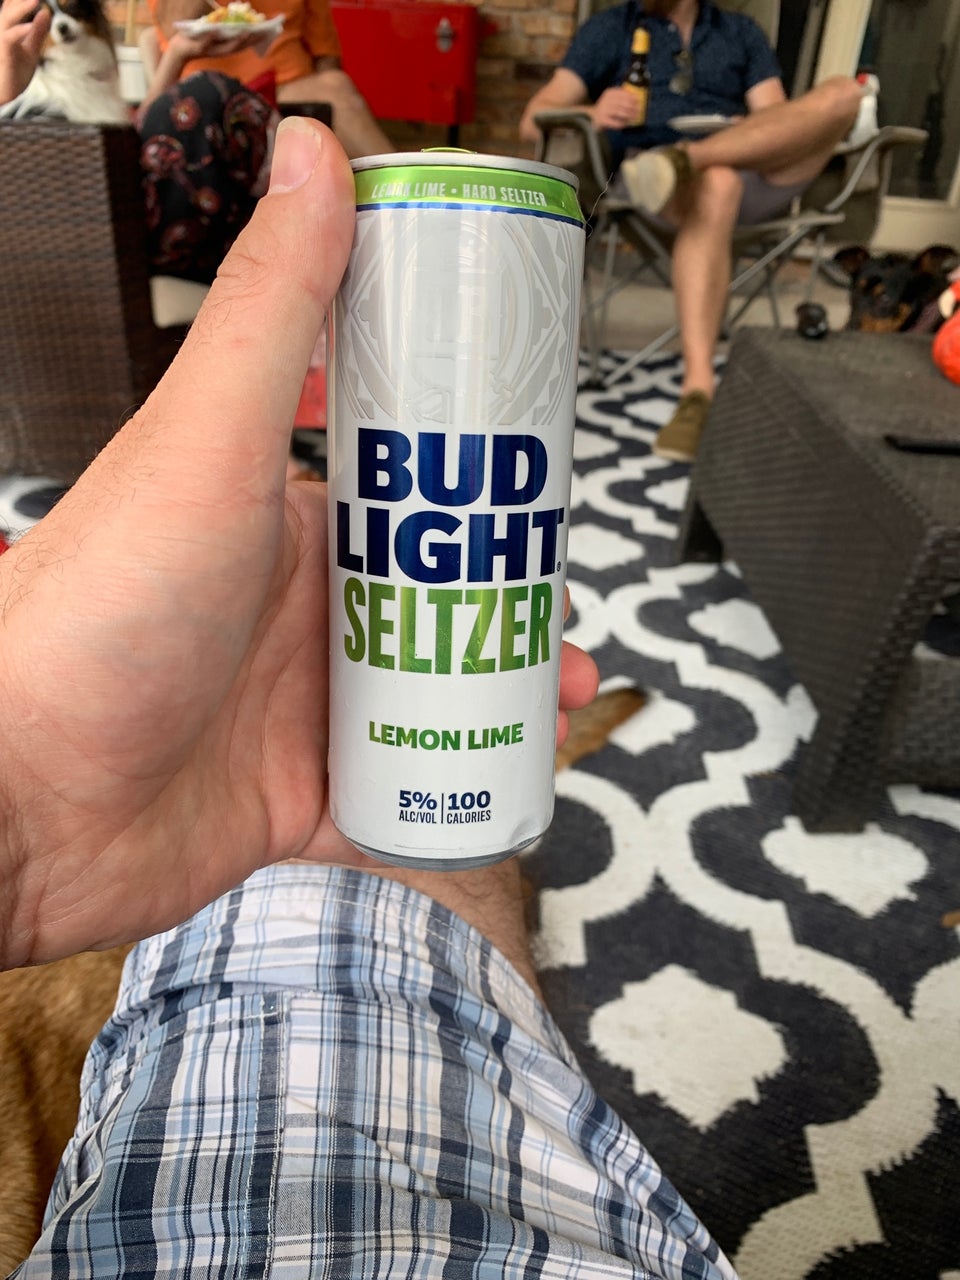 LEMON LIME • HARD SELTZER
BUD
LIGHT®
SELTZER
LEMON LIME
5% | 100
ALC/VOL | CALORIES